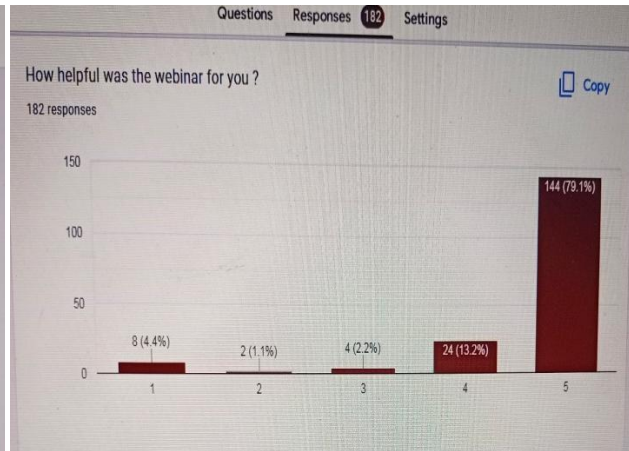 Questions Responses 182 Settings
How helpful was the webinar for you ?
Copy
182 responses
150
100
50
0
8 (4.4%)
2 (1.1%)
4 (2.2%)
24 (13.2%)
144 (79.1%)
1 2 3 4 5